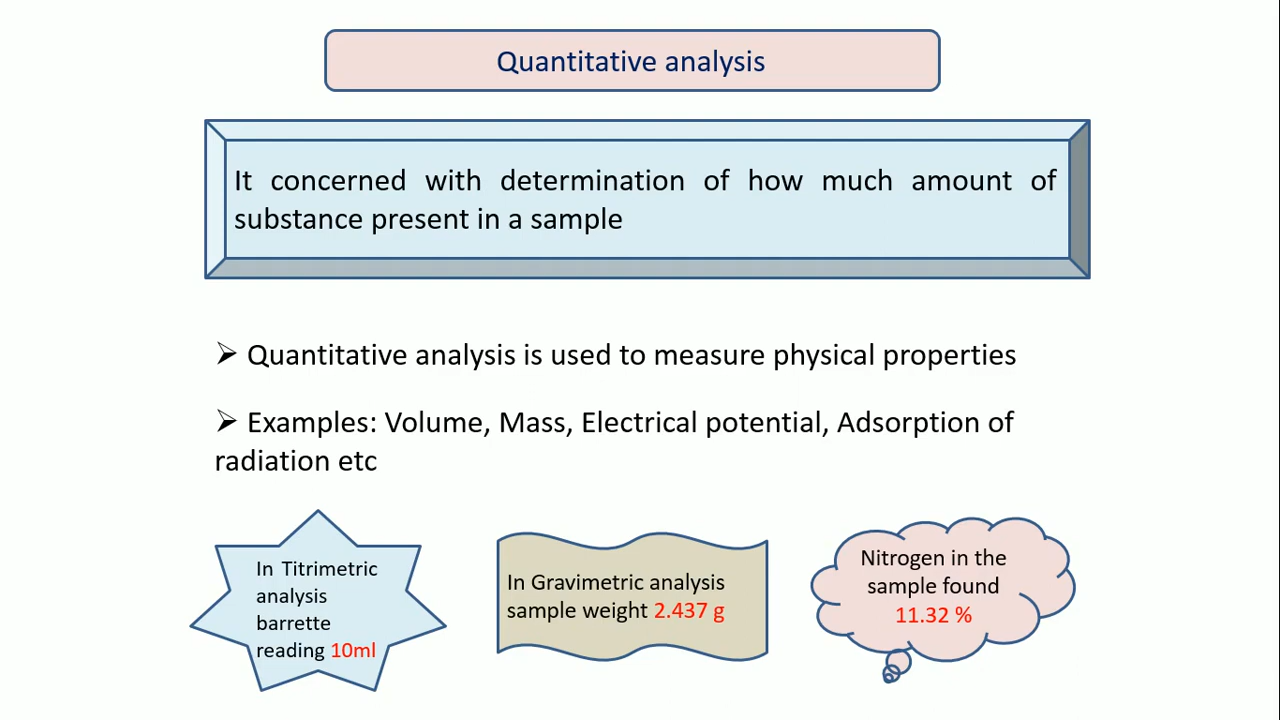 Quantitative analysis
It concerned with determination of how much amount of
substance present in a sample
➢ Quantitative analysis is used to measure physical properties
➢ Examples: Volume, Mass, Electrical potential, Adsorption of
radiation etc
In Titrimetric
analysis
barrette
reading 10ml
In Gravimetric analysis
sample weight 2.437 g
Nitrogen in the
sample found
11.32 %